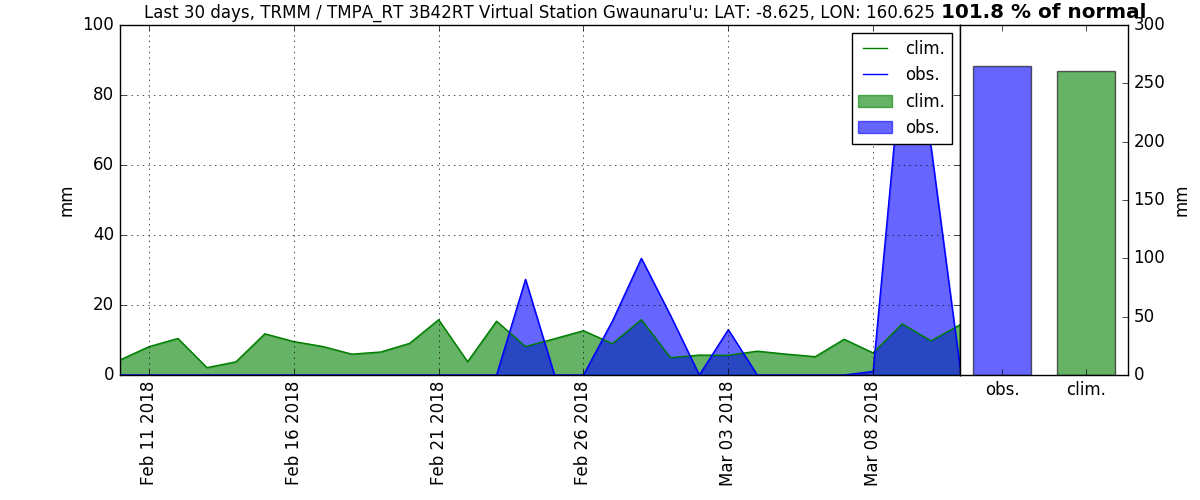 Last 30 days, TRMM / TMPA_RT 3B42RT Virtual Station Gwaunaru'u: LAT: -8.625, LON: 160.625 101.8 % of normal
100
80
60
40
20
0
mm
clim.
obs.
clim.
obs.
300
250
200
150
100
50
0
mm
obs. clim.
Feb 11 2018
Feb 16 2018
Feb 21 2018
Feb 26 2018
Mar 03 2018
Mar 08 2018